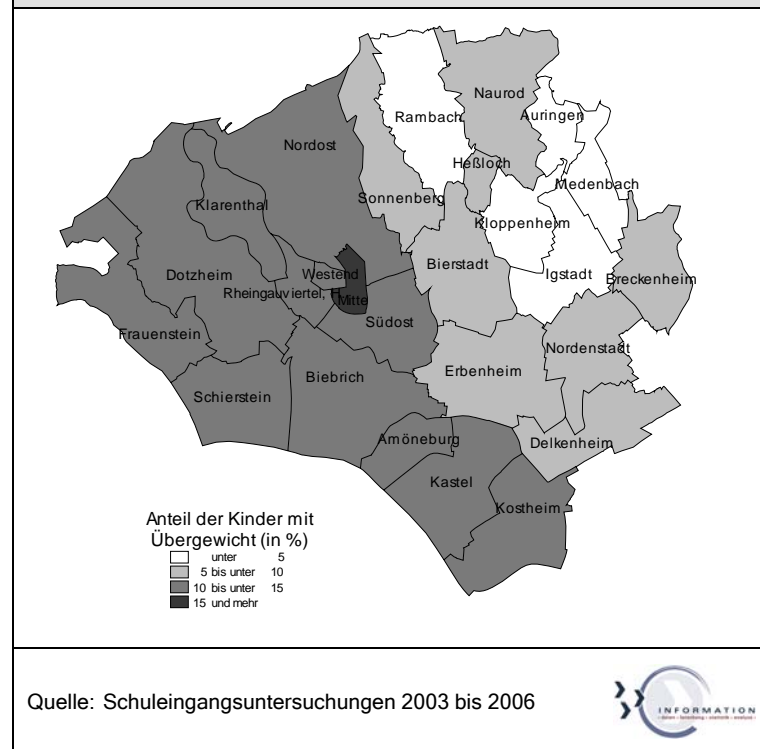 Naurod
Rambach
Auringen
Nordost
Heßloch
Medenbach
Sonnenberg
Klarenthal
Kloppenheim
Bierstadt
Westend
Igstadt
Dotzheim
Breckenheim
Rheingauviertel,
Mitte
Südost
Frauenstein
Nordenstadt
Erbenheim
Biebrich
Schierstein
Amöneburg
Delkenheim
Kastel
Kostheim
Anteil der Kinder mit
Übergewicht (in %)
unter 5
5 bis unter 10
10 bis unter 15
15 und mehr
Quelle: Schuleingangsuntersuchungen 2003 bis 2006
INFORMATION